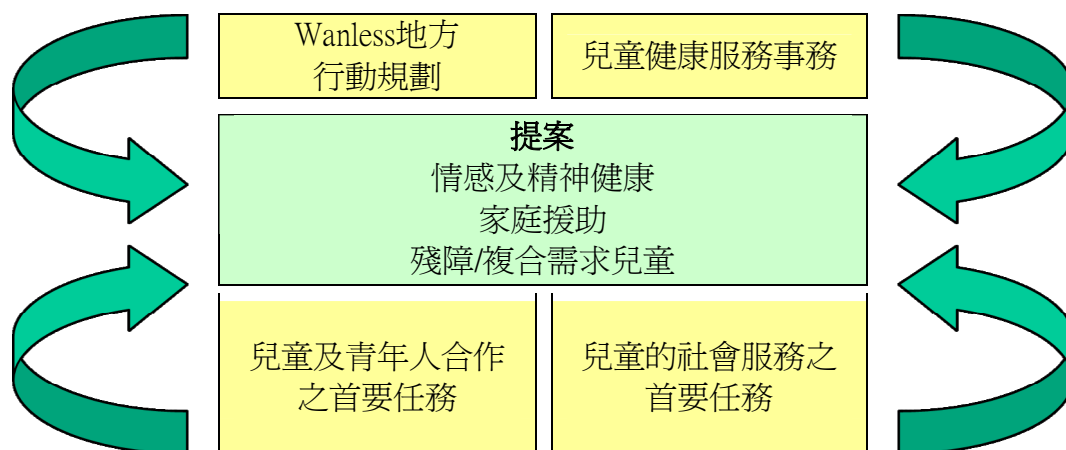 Wanless地方
行動規劃
兒童健康服務事務
提案
情感及精神健康
家庭援助
殘障/複合需求兒童
兒童及青年人合作
之首要任務
兒童的社會服務之
首要任務